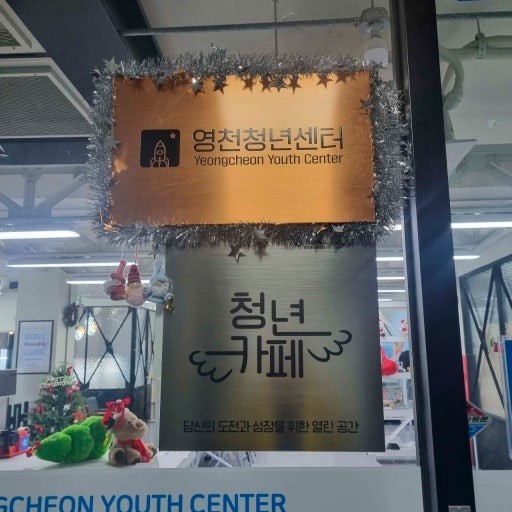 영천청년센터
Yeongcheon Youth Center
청년
카페
당신의 도전과 성장을 위한 열린 공간
GCHEON YOUTH CENTER